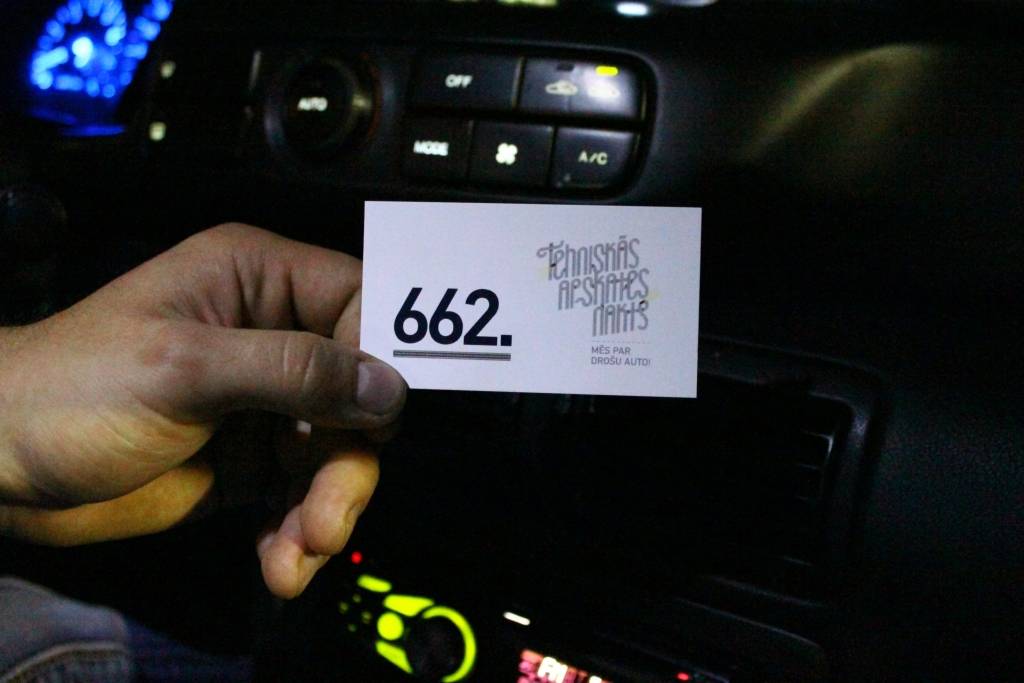 OFF
AUTO
MODE
A/C
662.
Tehniskās
apskates
nakts
MĒS PAR
DROŠU AUTO!